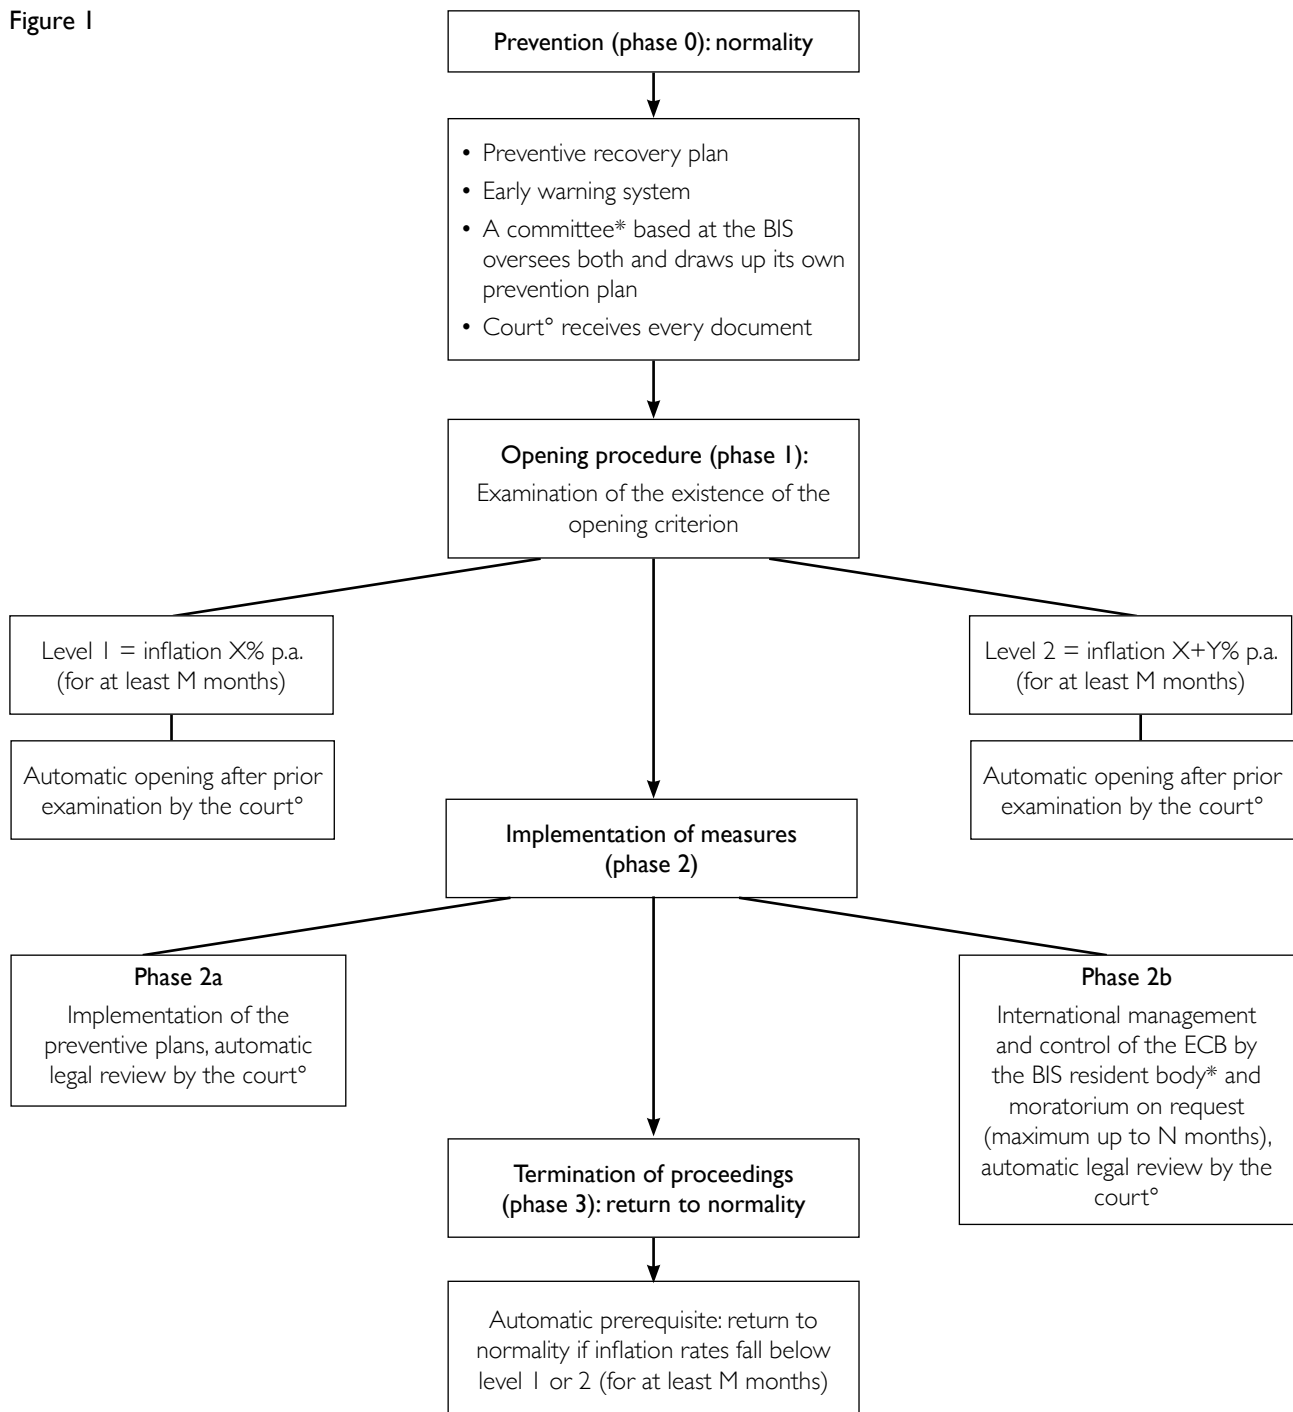 Figure 1
Prevention (phase 0): normality
• Preventive recovery plan
• Early warning system
• A committee* based at the BIS
oversees both and draws up its own
prevention plan
• Court° receives every document
Opening procedure (phase 1):
Examination of the existence of the
opening criterion
Level 1 = inflation X% p.a.
(for at least M months)
Level 2 = inflation X+Y% p.a.
(for at least M months)
Automatic opening after prior
examination by the court°
Automatic opening after prior
examination by the court°
Implementation of measures
(phase 2)
Phase 2a
Implementation of the
preventive plans, automatic
legal review by the court°
Phase 2b
International management
and control of the ECB by
the BIS resident body* and
moratorium on request
(maximum up to N months),
automatic legal review by the
court°
Termination of proceedings
(phase 3): return to normality
Automatic prerequisite: return to
normality if inflation rates fall below
level 1 or 2 (for at least M months)